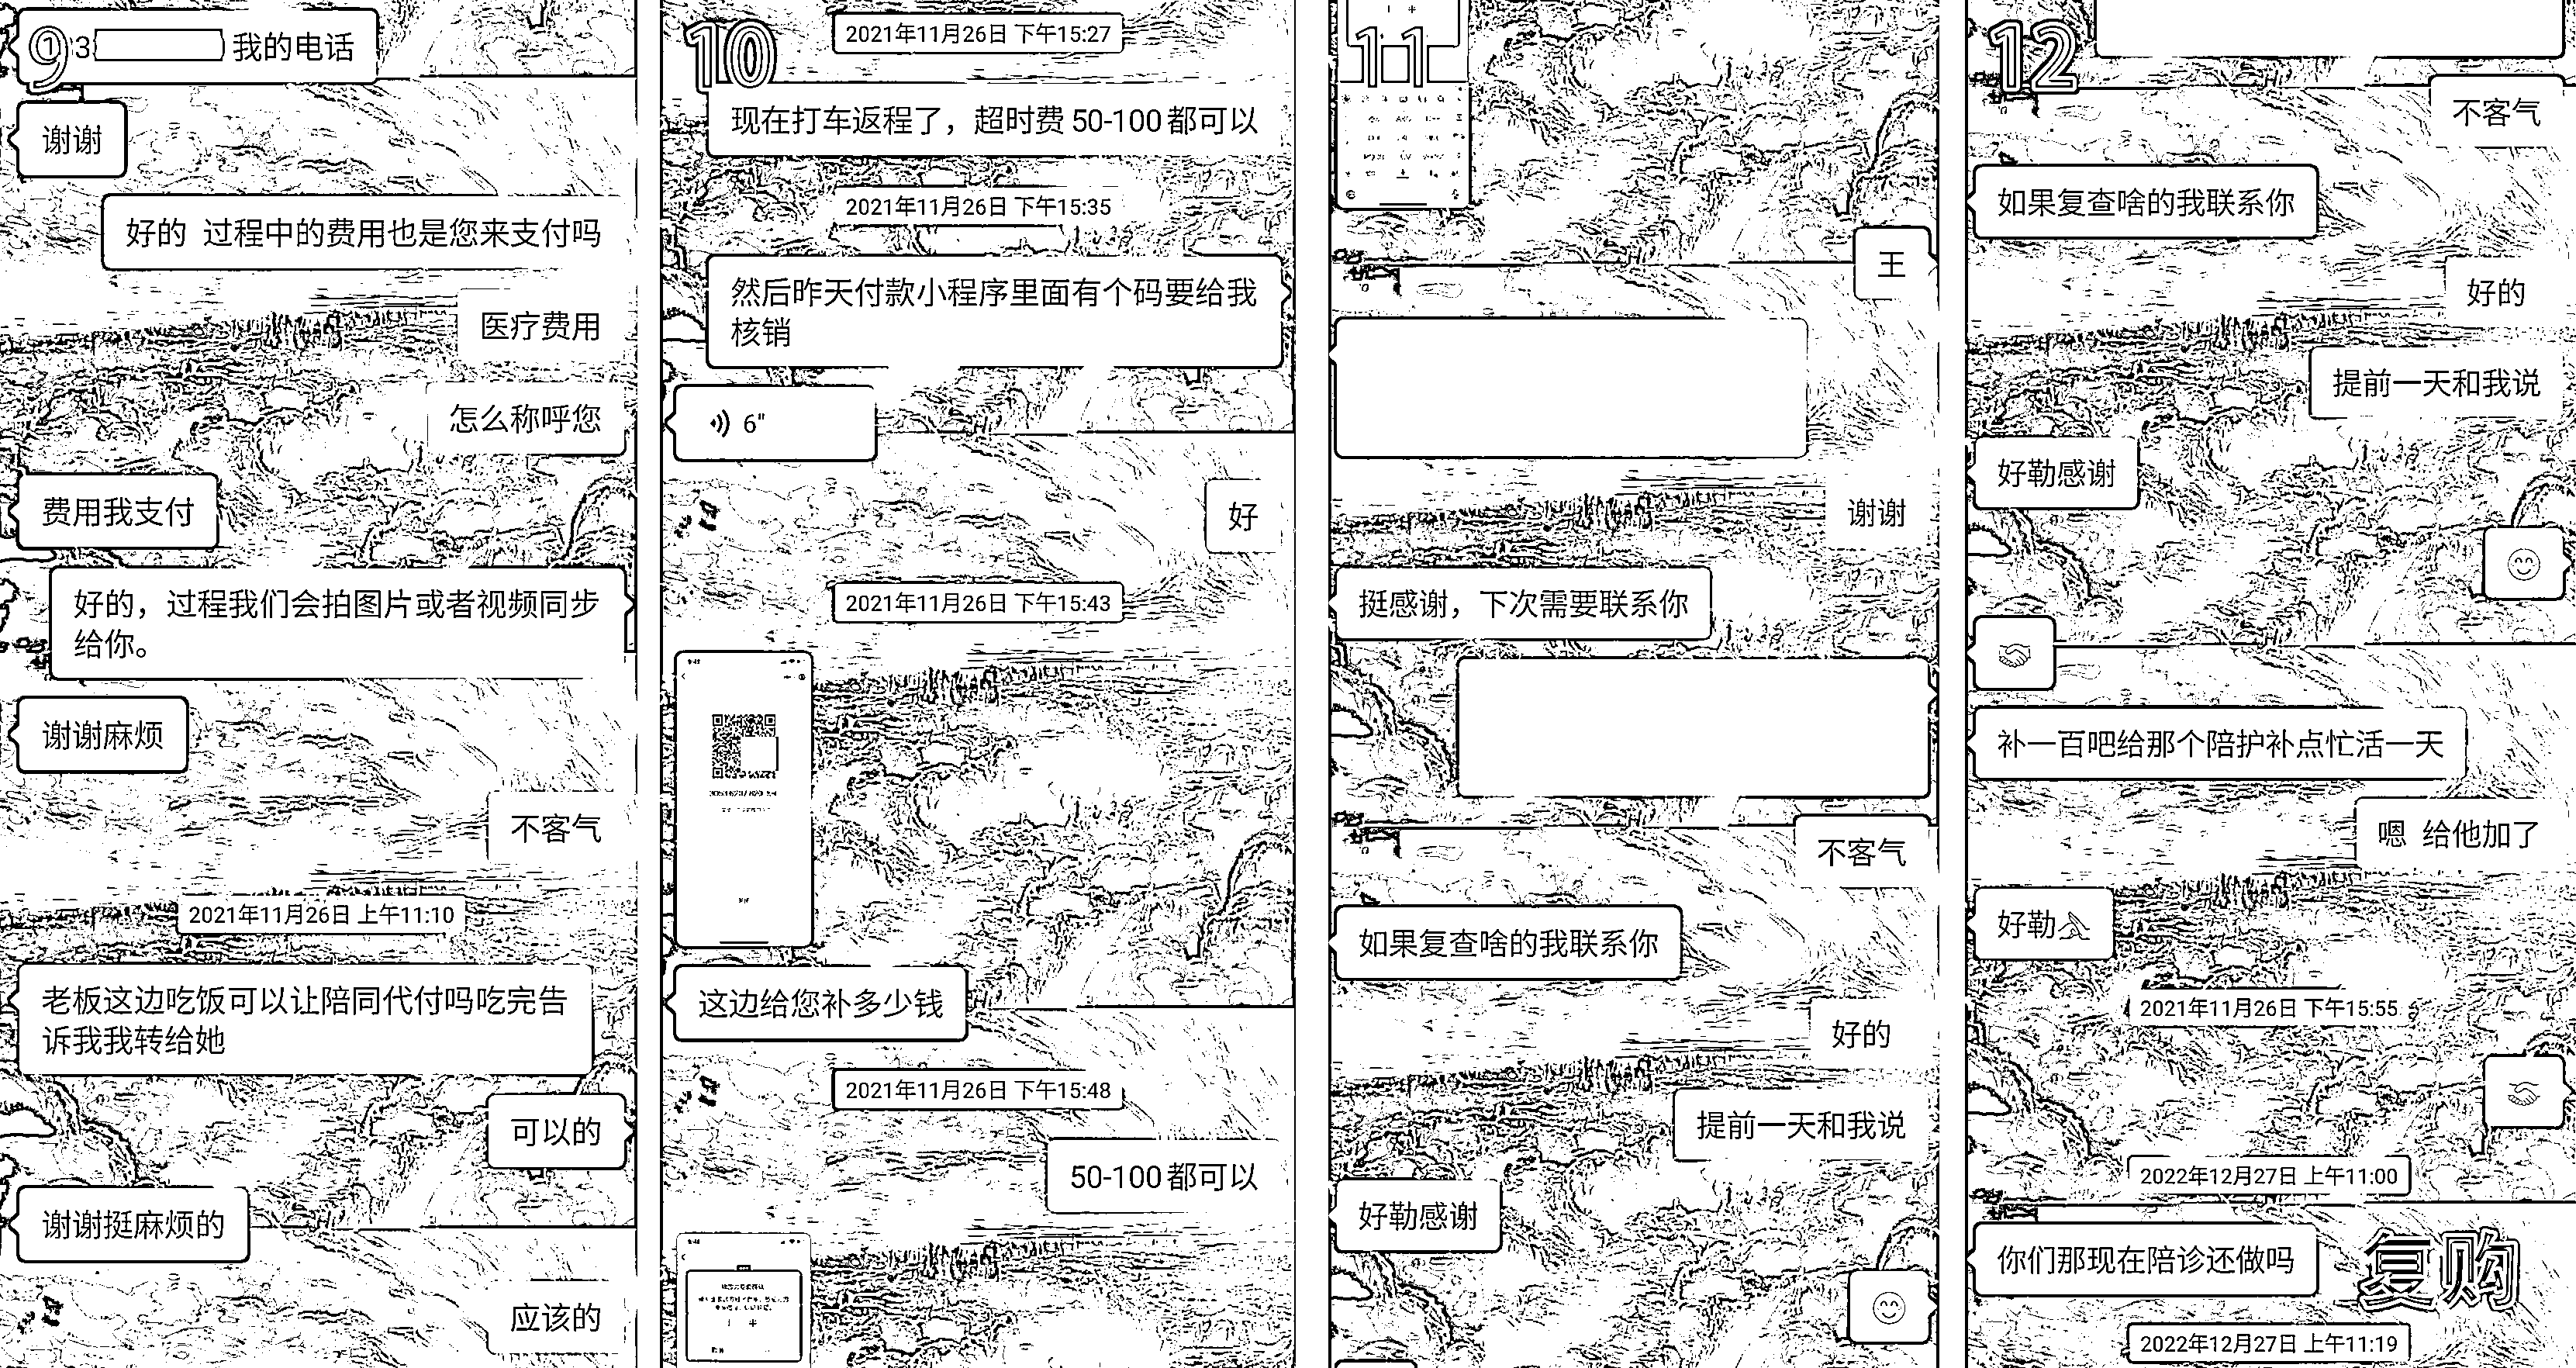 9
3
我的电话
谢谢
好的 过程中的费用也是您来支付吗
医疗费用
怎么称呼您
费用我支付
好的，过程我们会拍图片或者视频同步
给你。
谢谢麻烦
不客气
2021年11月26日 上午11:10
老板这边吃饭可以让陪同代付吗吃完告
诉我我转给她
可以的
谢谢挺麻烦的
应该的
10
2021年11月26日 下午15:27
现在打车返程了，超时费 50-100 都可以
2021年11月26日 下午15:35
然后昨天付款小程序里面有个码要给我
核销
6"
好
2021年11月26日 下午15:43
这边给您补多少钱
2021年11月26日 下午15:48
50-100 都可以
11
王
谢谢
挺感谢，下次需要联系你
不客气
如果复查啥的我联系你
好的
提前一天和我说
好勒感谢
12
不客气
如果复查啥的我联系你
好的
提前一天和我说
好勒感谢
补一百吧给那个陪护补点忙活一天
嗯 给他加了
好勒
2021年11月26日 下午15:55
2022年12月27日 上午11:00
你们那现在陪诊还做吗
复购
2022年12月27日 上午11:19